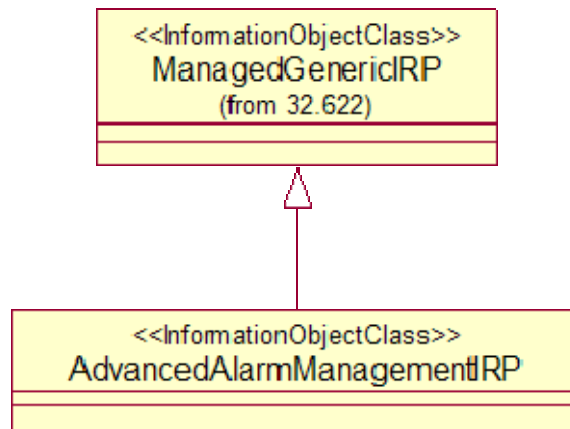 <<InformationObjectClass>>
ManagedGenericIRP
(from 32.622)
<<InformationObjectClass>>
AdvancedAlarmManagementIRP